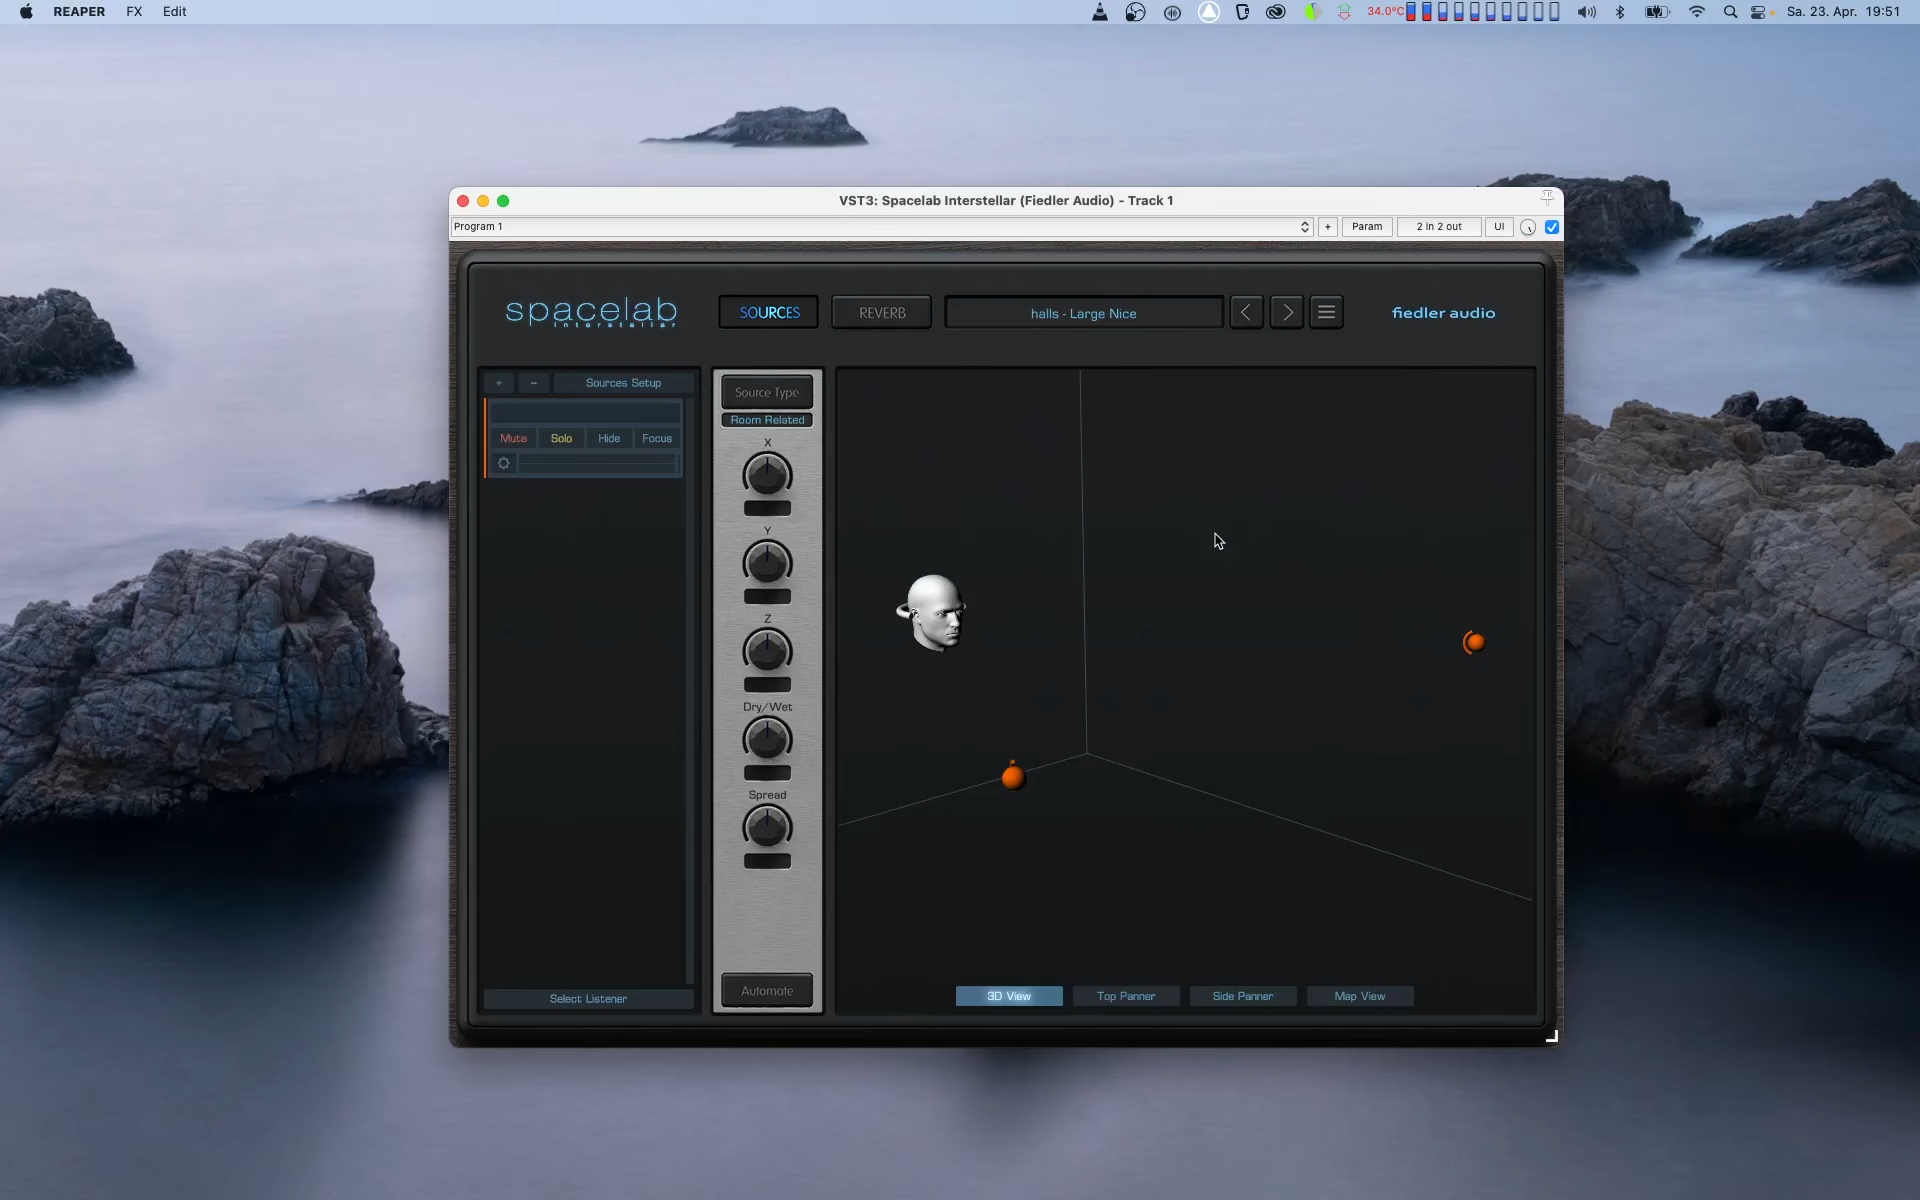 REAPER FX Edit
34.0°C
Sa. 23. Apr. 19:51
VST3: Spacelab Interstellar (Fiedler Audio) - Track 1
Program 1
+
Param
2 in 2 out
UI
spacelab
interstellar
SOURCES
REVERB
halls - Large Nice
fiedler audio
+ - Sources Setup
Mute Solo Hide Focus
Select Listener
Source Type
Room Related
X
Y
Z
Dry/Wet
Spread
Automate
3D View
Top Panner
Side Panner
Map View